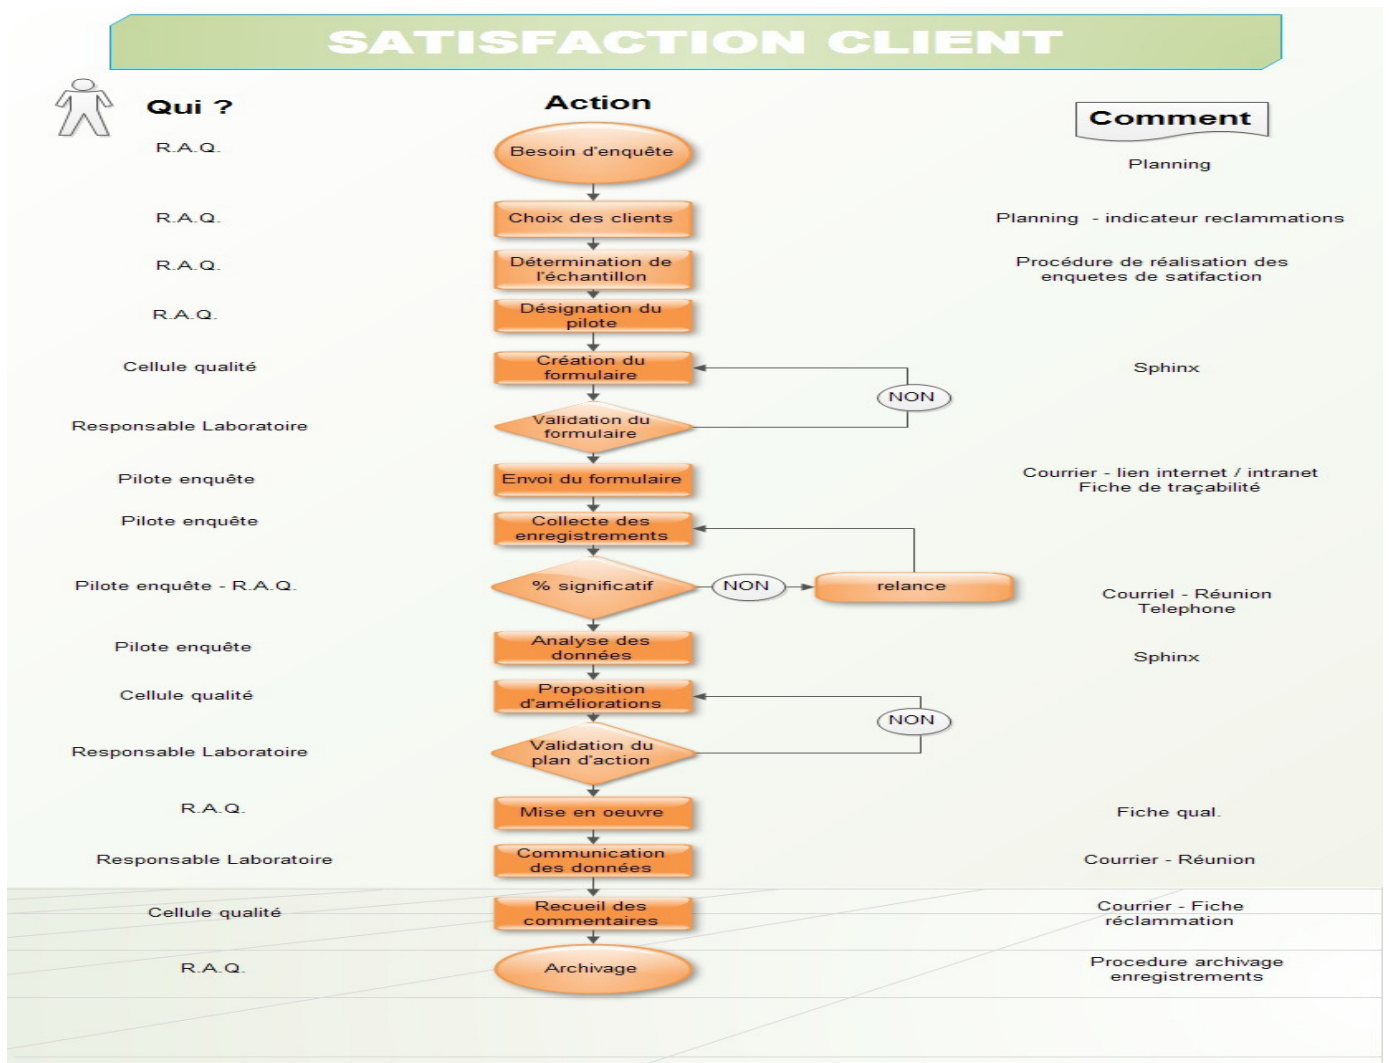 SATISFACTION CLIENT
Qui ?
Action
Comment
R.A.Q.
Besoin d'enquête
Planning
R.A.Q.
Choix des clients
Planning - indicateur reclammations
R.A.Q.
Détermination de
l'échantillon
Procédure de réalisation des
enquetes de satifaction
R.A.Q.
Désignation du
pilote
Cellule qualité
Création du
formulaire
Sphinx
NON
Responsable Laboratoire
Validation du
formulaire
Pilote enquête
Envoi du formulaire
Courrier - lien internet / intranet
Fiche de traçabilité
Pilote enquête
Collecte des
enregistrements
Pilote enquête - R.A.Q.
% significatif
NON
relance
Courriel - Réunion
Telephone
Pilote enquête
Analyse des
données
Sphinx
Cellule qualité
Proposition
d'améliorations
NON
Responsable Laboratoire
Validation du
plan d'action
R.A.Q.
Mise en oeuvre
Fiche qual.
Responsable Laboratoire
Communication
des données
Courrier - Réunion
Cellule qualité
Recueil des
commentaires
Courrier - Fiche
réclammation
R.A.Q.
Archivage
Procedure archivage
enregistrements